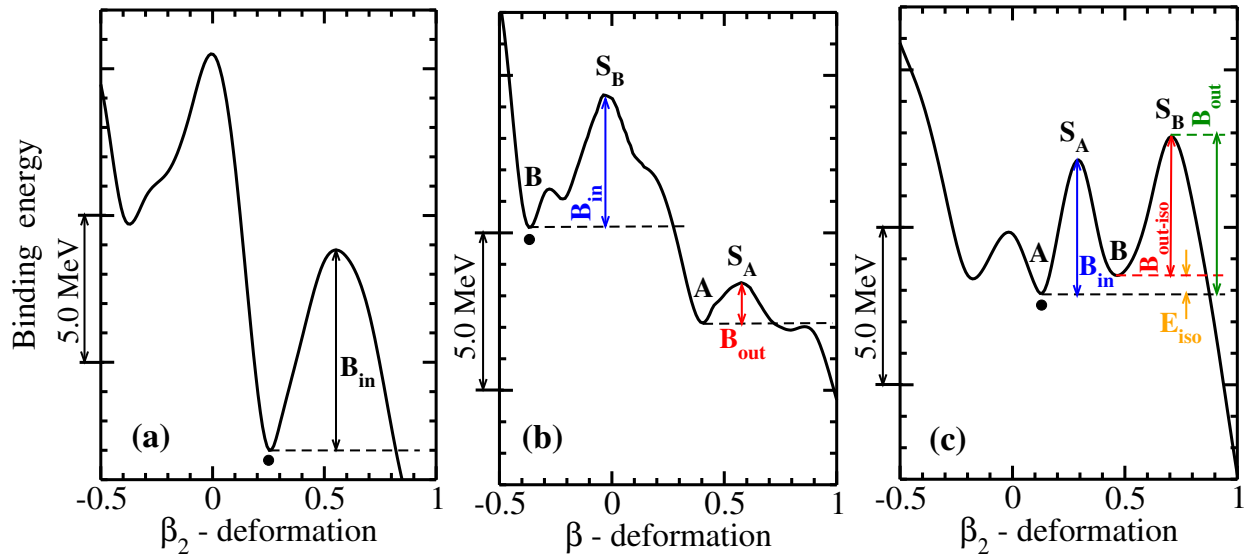 Binding energy
5.0 MeV
B_in
(a)
-0.5 0 0.5 1
β_2 - deformation
S_B
B
B_in
A
S_A
B_out
5.0 MeV
(b)
-0.5 0 0.5 1
β - deformation
S_A
S_B
B_out
A
B_in
B
B_out-iso
E_iso
5.0 MeV
(c)
-0.5 0 0.5 1
β_2 - deformation